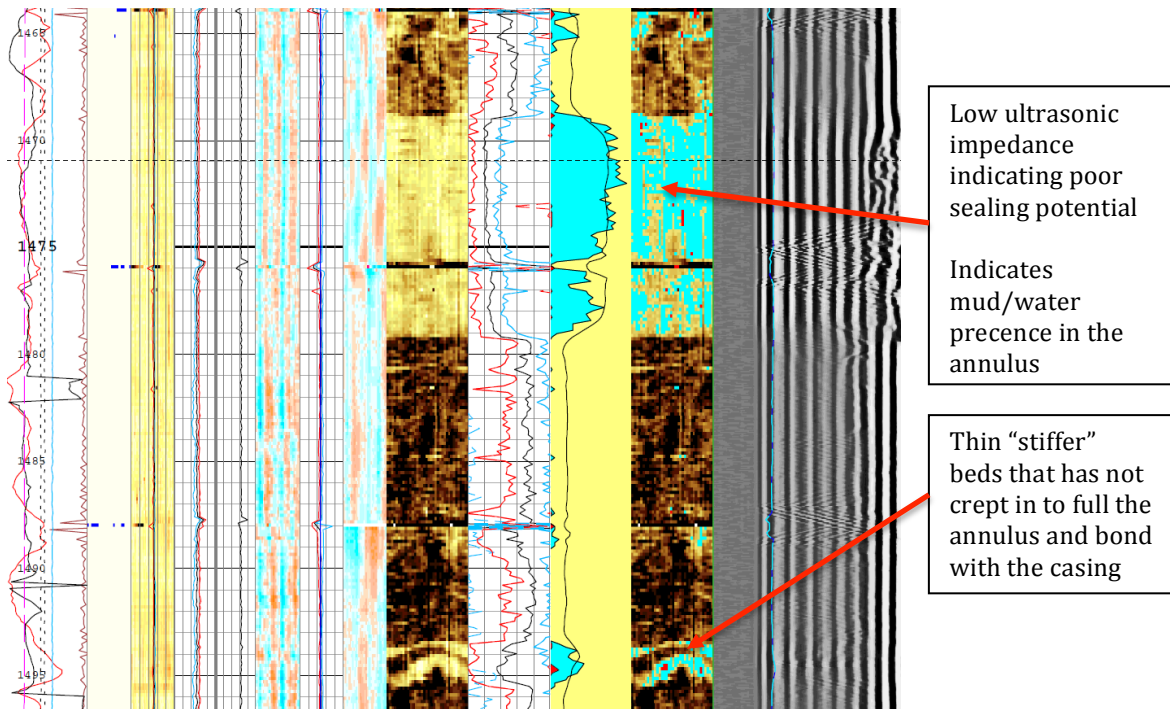 1465
1470
1475
1480
1485
1490
1495
Low ultrasonic
impedance
indicating poor
sealing potential
Indicates
mud/water
precence in the
annulus
Thin “stiffer”
beds that has not
crept in to full the
annulus and bond
with the casing